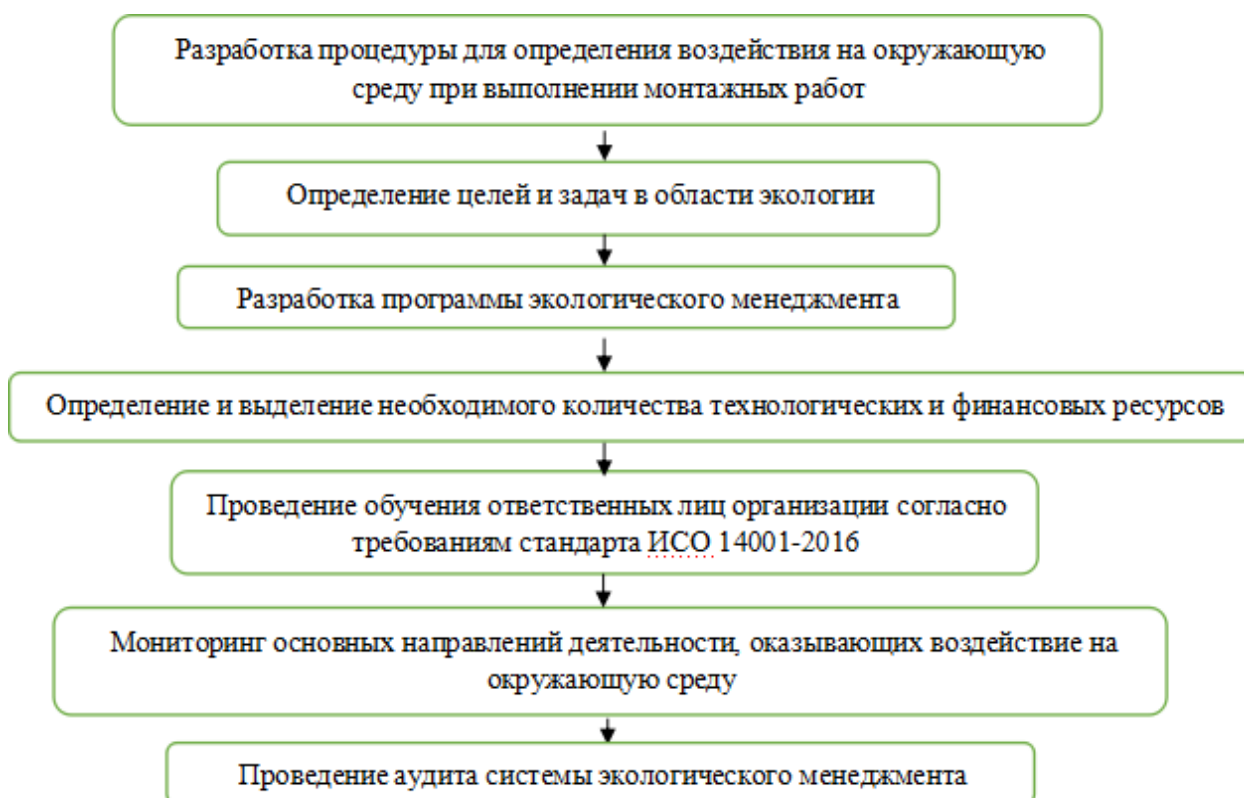 Разработка процедуры для определения воздействия на окружающую
среду при выполнении монтажных работ
Определение целей и задач в области экологии
Разработка программы экологического менеджмента
Определение и выделение необходимого количества технологических и финансовых ресурсов
Проведение обучения ответственных лиц организации согласно
требованиям стандарта ИСО 14001-2016
Мониторинг основных направлений деятельности, оказывающих воздействие на
окружающую среду
Проведение аудита системы экологического менеджмента